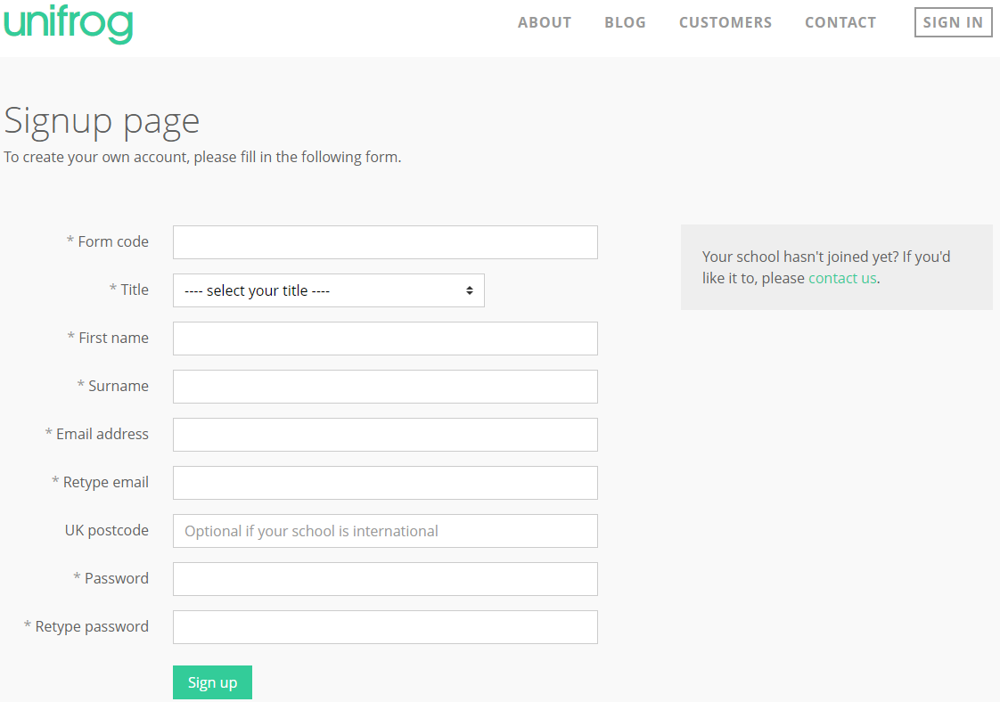 unifrog
ABOUT BLOG CUSTOMERS CONTACT SIGN IN
Signup page
To create your own account, please fill in the following form.
* Form code
* Title ---- select your title ----
* First name
* Surname
* Email address
* Retype email
UK postcode Optional if your school is international
* Password
* Retype password
Sign up
Your school hasn't joined yet? If you'd
like it to, please contact us.